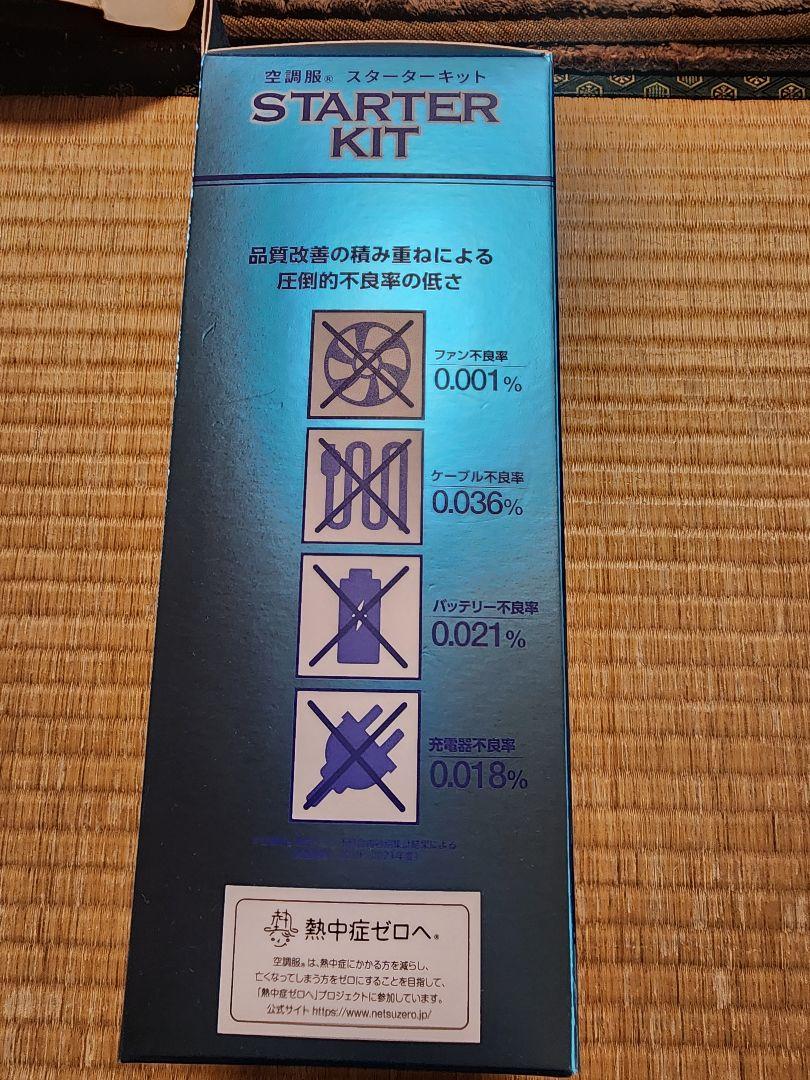 空調服® スターターキット
STARTER
KIT
品質改善の積み重ねによる
圧倒的不良率の低さ
ファン不良率
0.001%
ケーブル不良率
0.036%
バッテリー不良率
0.021%
充電器不良率
0.018%
熱中症ゼロへ®
空調服®は、熱中症にかかる方を減らし、
亡くなってしまう方をゼロにすることを目指して、
「熱中症ゼロへ」プロジェクトに参加しています。
公式サイト https://www.netsuzero.jp/